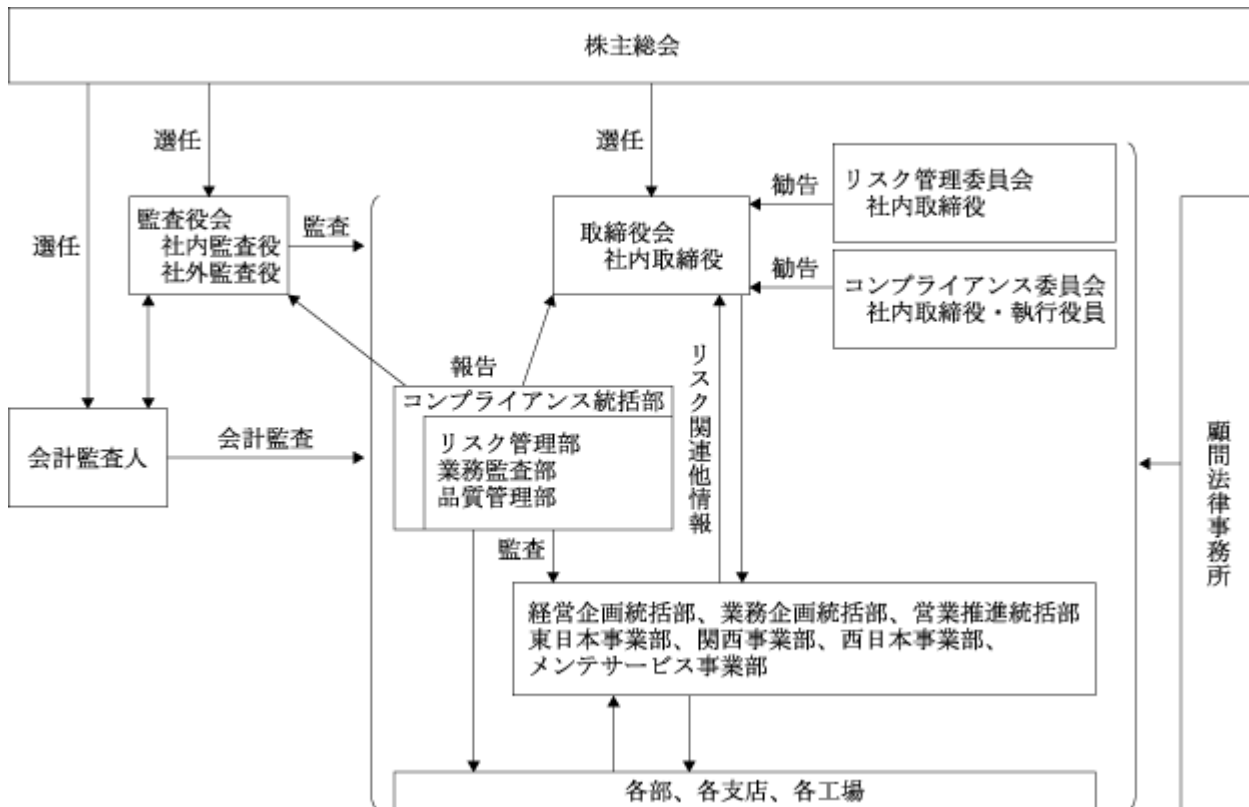 株主総会
選任
選任
選任
監査役会
社内監査役
社外監査役
監査
取締役会
社内取締役
勧告
リスク管理委員会
社内取締役
勧告
コンプライアンス委員会
社内取締役・執行役員
報告
コンプライアンス統括部
リスク管理部
業務監査部
品質管理部
リスク関連他情報
会計監査人
会計監査
顧問法律事務所
監査
経営企画統括部、業務企画統括部、営業推進統括部
東日本事業部、関西事業部、西日本事業部、
メンテサービス事業部
各部、各支店、各工場